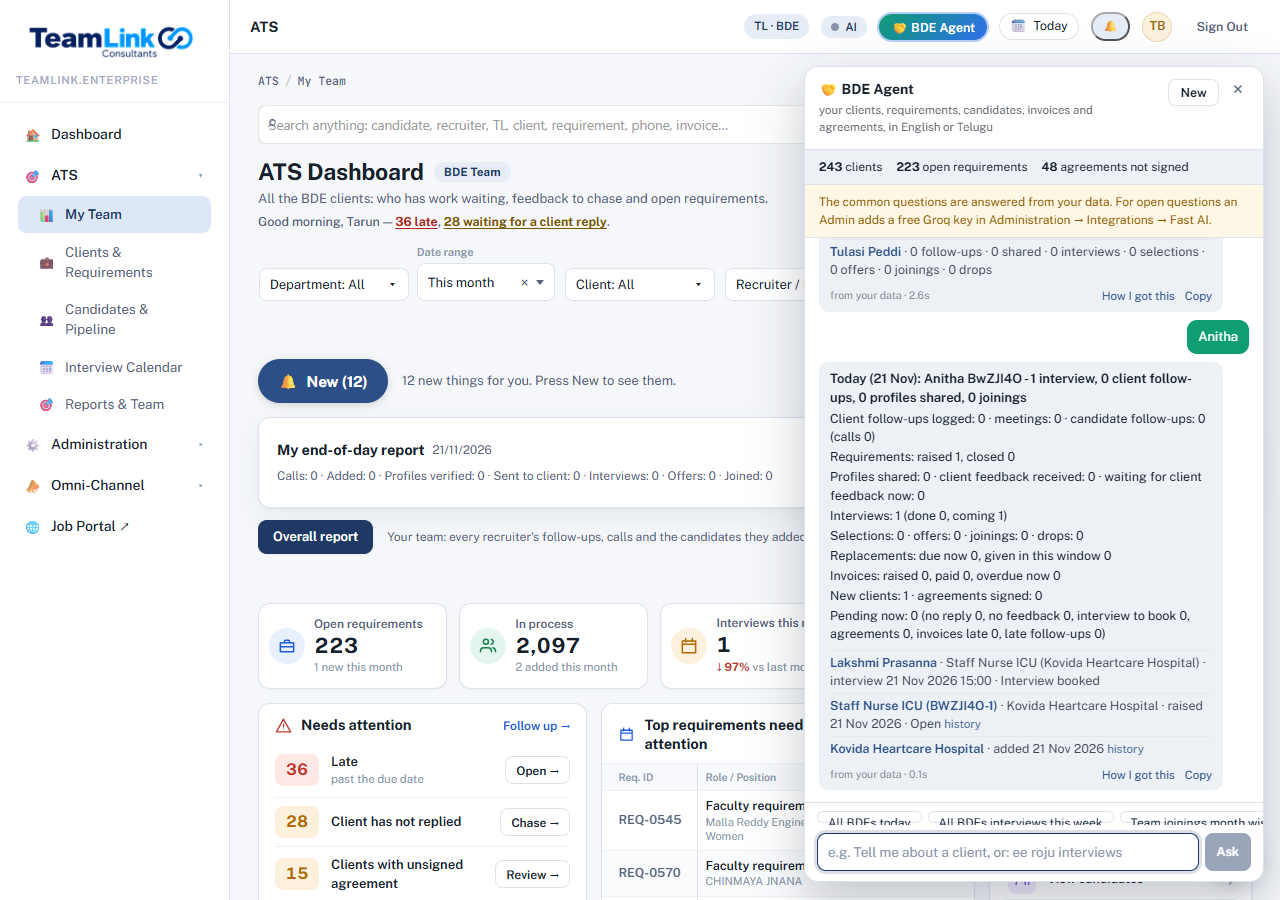 TeamLink
Consultants
TEAMLINK.ENTERPRISE
Dashboard
ATS
My Team
Clients &
Requirements
Candidates &
Pipeline
Interview Calendar
Reports & Team
Administration
Omni-Channel
Job Portal ↗
ATS
TL · BDE
AI
BDE Agent
Today
TB
Sign Out
ATS / My Team
Search anything: candidate, recruiter, TL, client, requirement, phone, invoice...
ATS Dashboard
BDE Team
All the BDE clients: who has work waiting, feedback to chase and open requirements.
Good morning, Tarun — 36 late, 28 waiting for a client reply.
Date range
Department: All
This month
Client: All
Recruiter /
New (12)
12 new things for you. Press New to see them.
My end-of-day report 21/11/2026
Calls: 0 · Added: 0 · Profiles verified: 0 · Sent to client: 0 · Interviews: 0 · Offers: 0 · Joined: 0
Overall report
Your team: every recruiter's follow-ups, calls and the candidates they added
Open requirements
223
1 new this month
In process
2,097
2 added this month
Interviews this
1
↓97% vs last
Needs attention
Follow up →
36
Late
past the due date
Open →
28
Client has not replied
Chase →
15
Clients with unsigned
agreement
Review →
Top requirements need
attention
Req. ID
Role / Position
REQ-0545
Faculty requirem
Malla Reddy Engine
Women
REQ-0570
Faculty requirem
CHINMAYA JNANA
BDE Agent
your clients, requirements, candidates, invoices and
agreements, in English or Telugu
New
×
243 clients 223 open requirements 48 agreements not signed
The common questions are answered from your data. For open questions an
Admin adds a free Groq key in Administration → Integrations → Fast AI.
Tulasi Peddi · 0 follow-ups · 0 shared · 0 interviews · 0 selections ·
0 offers · 0 joinings · 0 drops
from your data · 2.6s
How I got this
Copy
Anitha
Today (21 Nov): Anitha BwZJI4O - 1 interview, 0 client follow-
ups, 0 profiles shared, 0 joinings
Client follow-ups logged: 0 · meetings: 0 · candidate follow-ups: 0
(calls 0)
Requirements: raised 1, closed 0
Profiles shared: 0 · client feedback received: 0 · waiting for client
feedback now: 0
Interviews: 1 (done 0, coming 1)
Selections: 0 · offers: 0 · joinings: 0 · drops: 0
Replacements: due now 0, given in this window 0
Invoices: raised 0, paid 0, overdue now 0
New clients: 1 · agreements signed: 0
Pending now: 0 (no reply 0, no feedback 0, interview to book 0,
agreements 0, invoices late 0, late follow-ups 0)
Lakshmi Prasanna · Staff Nurse ICU (Kovida Heartcare Hospital) ·
interview 21 Nov 2026 15:00 · Interview booked
Staff Nurse ICU (BWZJI4O-1) · Kovida Heartcare Hospital · raised
21 Nov 2026 · Open history
Kovida Heartcare Hospital · added 21 Nov 2026 history
from your data · 0.1s
How I got this
Copy
All BDEs today
All BDEs interviews this week
Team joinings month
e.g. Tell me about a client, or: ee roju interviews
Ask